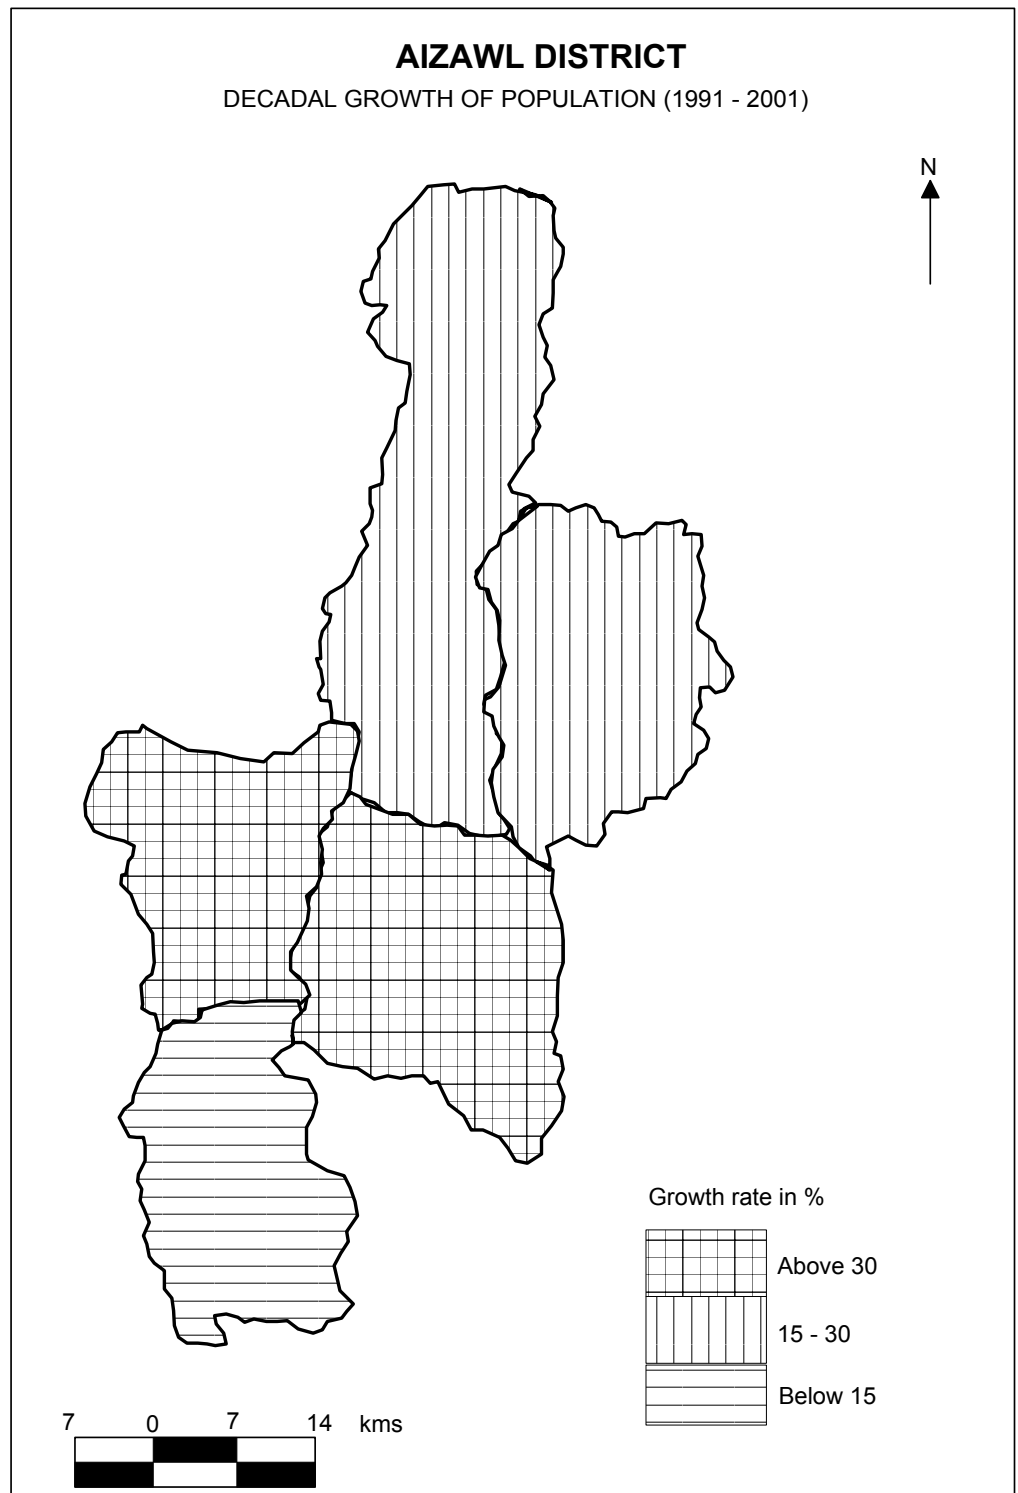 AIZAWL DISTRICT
DECADAL GROWTH OF POPULATION (1991 - 2001)
N
Growth rate in %
Above 30
15 - 30
Below 15
7 0 7 14 kms